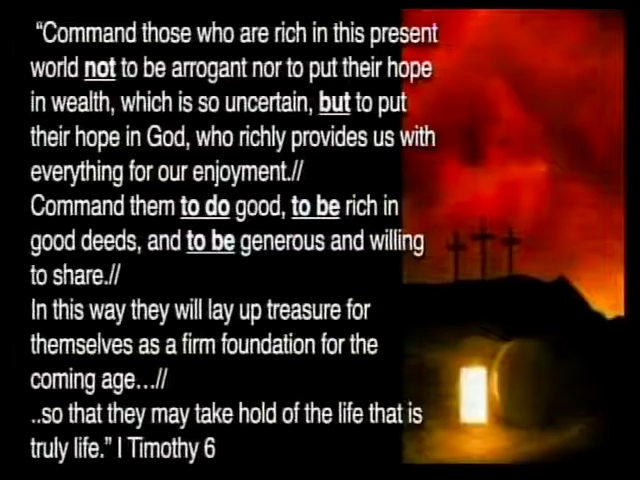 “Command those who are rich in this present
world not to be arrogant nor to put their hope
in wealth, which is so uncertain, but to put
their hope in God, who richly provides us with
everything for our enjoyment.//
Command them to do good, to be rich in
good deeds, and to be generous and willing
to share.//
In this way they will lay up treasure for
themselves as a firm foundation for the
coming age…//
..so that they may take hold of the life that is
truly life.” I Timothy 6